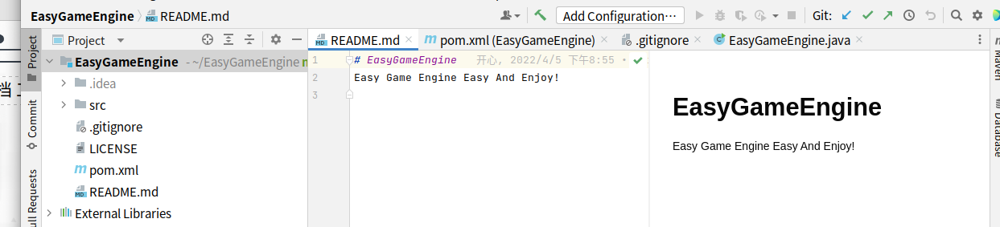 EasyGameEngine README.md
Add Configuration... Git:
Project
README.md pom.xml (EasyGameEngine) .gitignore EasyGameEngine.java
Project
Commit
ull Requests
EasyGameEngine - ~/EasyGameEngine
.idea
src
.gitignore
LICENSE
pom.xml
README.md
External Libraries
1 # EasyGameEngine 开心, 2022/4/5 下午8:55 •
2 Easy Game Engine Easy And Enjoy!
3
EasyGameEngine
Easy Game Engine Easy And Enjoy!
Maven
Database
档